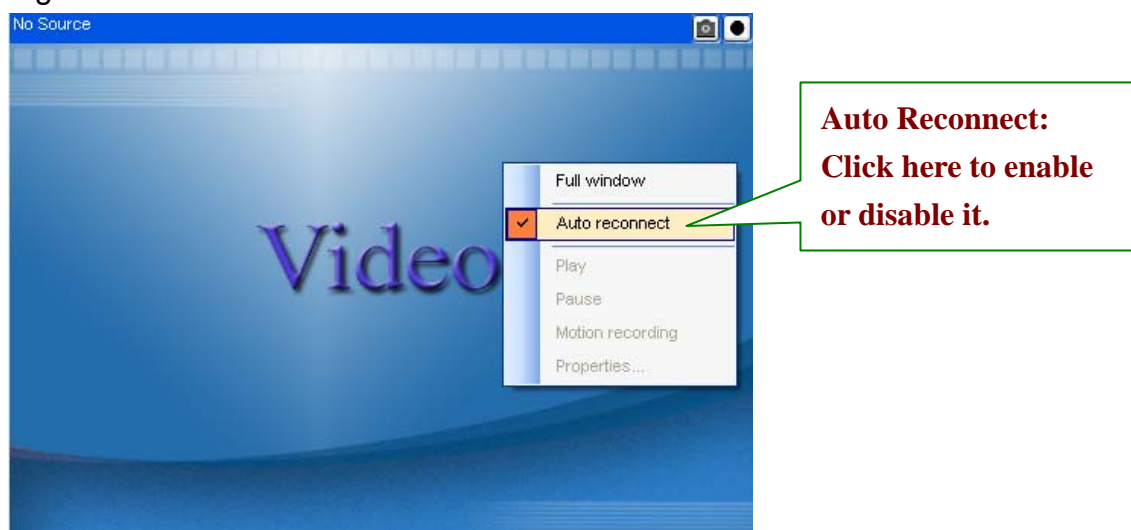 No Source
Video
Full window
Auto reconnect
Play
Pause
Motion recording
Properties...
Auto Reconnect:
Click here to enable
or disable it.